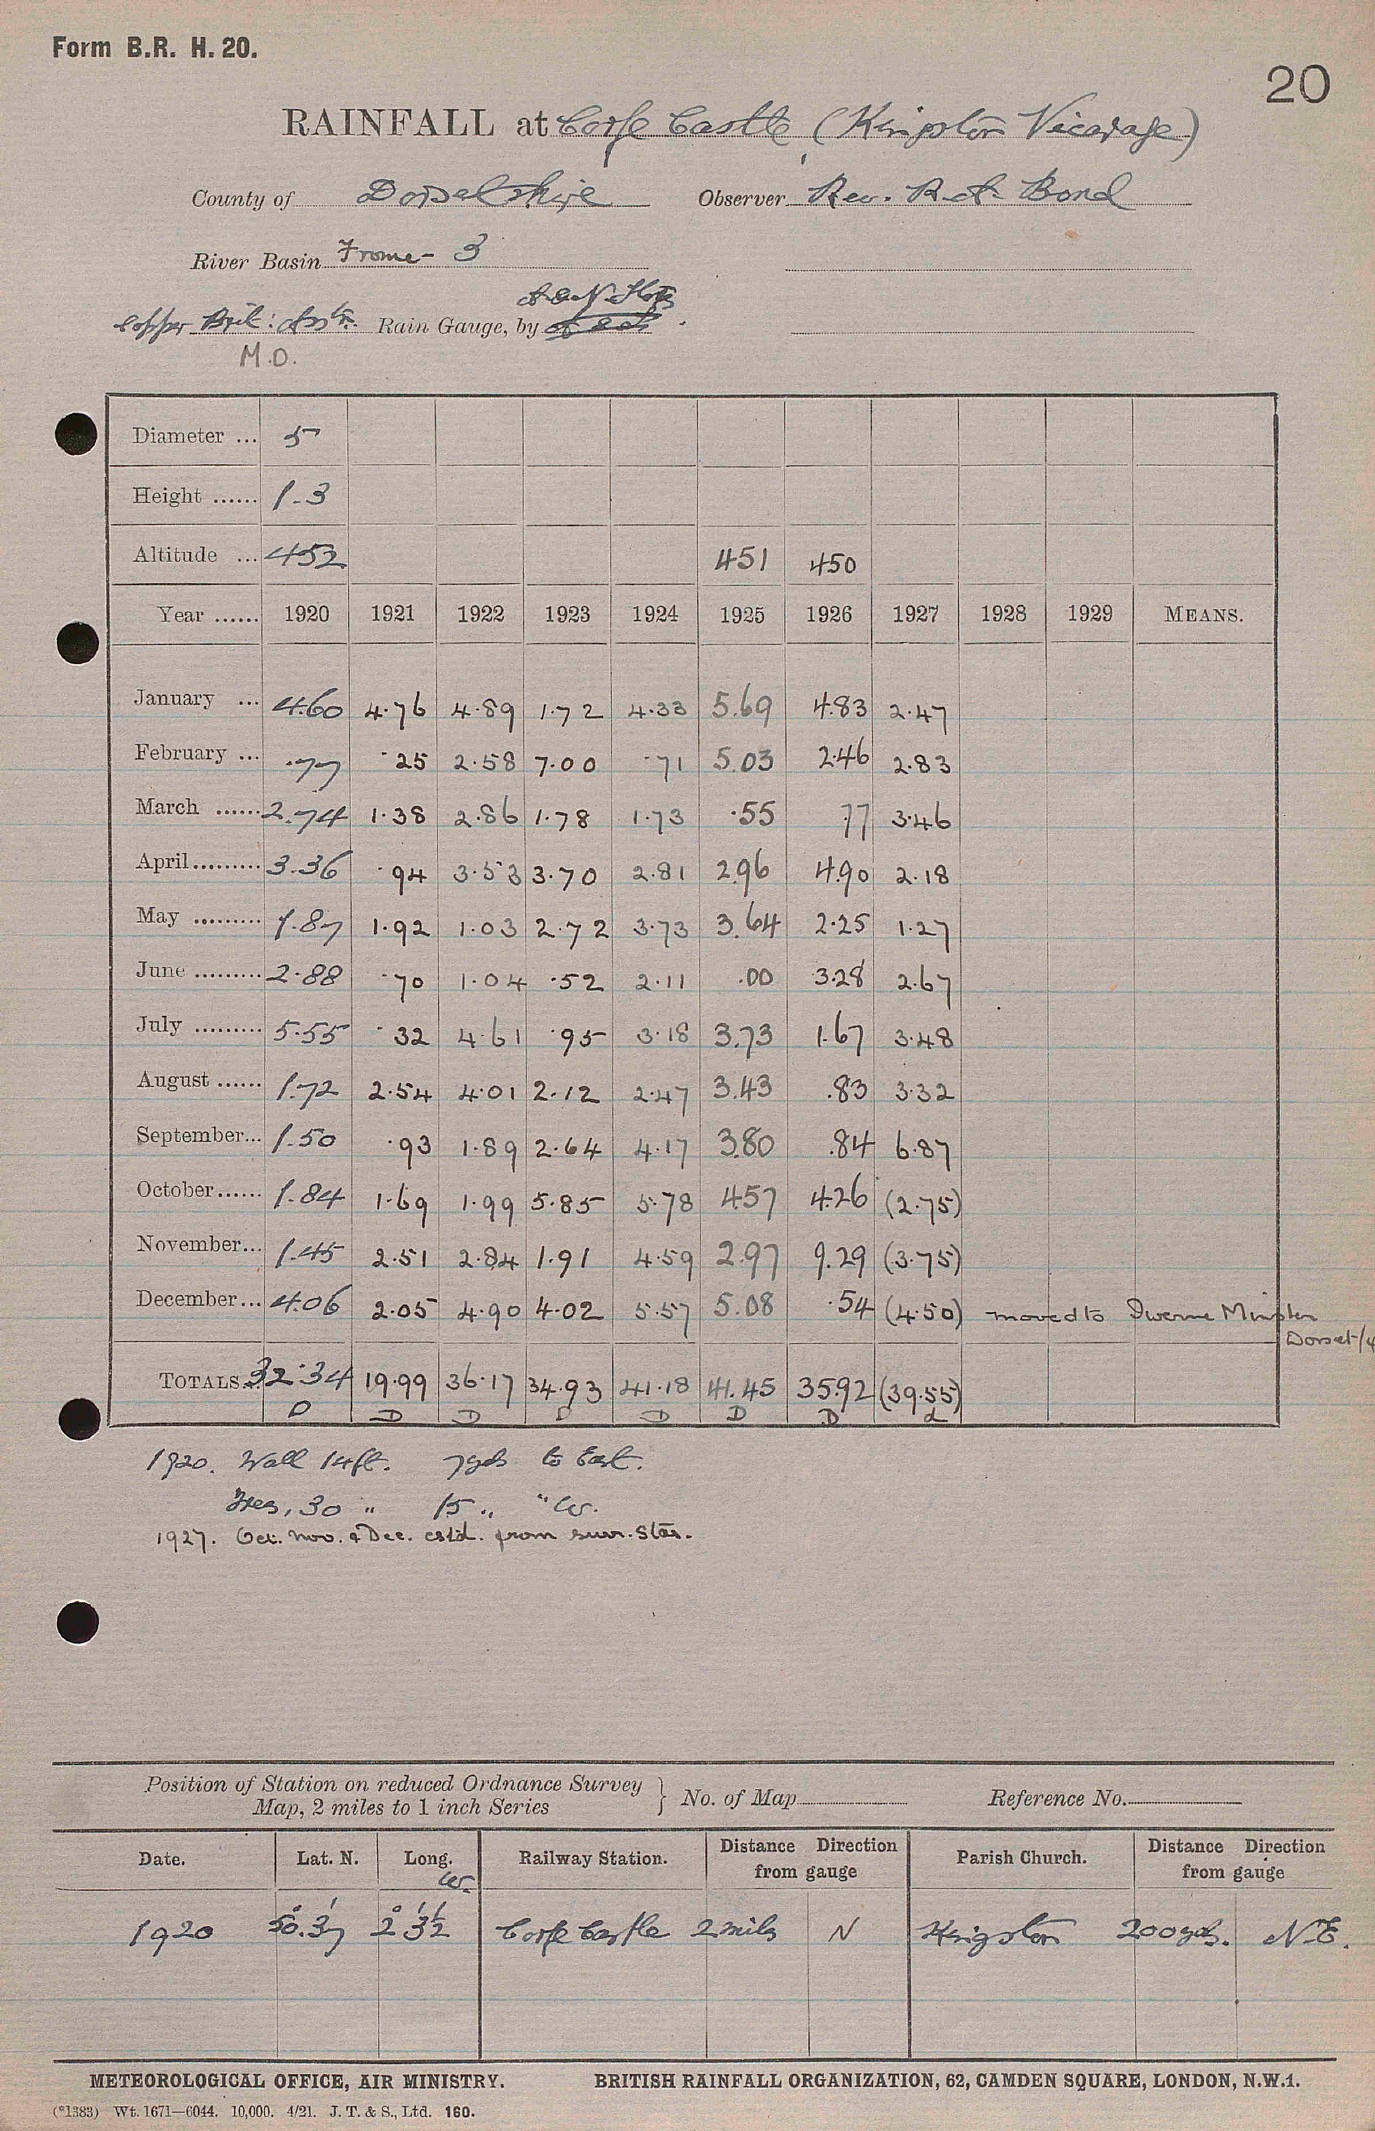 Form B.R. H. 20.
20
RAINFALL at Corfe Castle (Kingston Vicarage)
County of Dorsetshire Observer Rev. R. A. Bond
River Basin Frome - 3
Copper Brit: Assn. Rain Gauge, by
M.O.
Diameter ... 5
Height ...... 1-3
Altitude ... 452 451 450
Year ...... 1920 1921 1922 1923 1924 1925 1926 1927 1928 1929 MEANS.
January ... 4.60 4.76 4.89 1.72 4.33 5.69 4.83 2.47
February ... .77 .25 2.58 7.00 .71 5.03 2.46 2.83
March ...... 2.74 1.38 2.86 1.78 1.73 .55 .77 3.46
April ......... 3.36 .94 3.53 3.70 2.81 2.96 4.90 2.18
May ......... 1.87 1.92 1.03 2.72 3.73 3.64 2.25 1.27
June ......... 2.88 .70 1.04 .52 2.11 .00 3.28 2.67
July ......... 5.55 .32 4.61 .95 3.18 3.73 1.67 3.48
August ...... 1.72 2.54 4.01 2.12 2.47 3.43 .83 3.32
September... 1.50 .93 1.89 2.64 4.17 3.80 .84 6.87
October...... 1.84 1.69 1.99 5.85 5.78 4.57 4.26 (2.75)
November... 1.45 2.51 2.84 1.91 4.59 2.97 9.29 (3.75)
December... 4.06 2.05 4.90 4.02 5.57 5.08 .54 (4.50) moved to Iwerne Minster
Dorset/4
TOTALS... 32.34 19.99 36.17 34.93 41.18 41.45 35.92 (39.55)
D D D D D D D L
1920. Wall 14ft. 7yds to East.
Trees, 30 " 15 " " W.
1927. Oct. Nov. & Dec. estd. from surr. stas.
Position of Station on reduced Ordnance Survey
Map, 2 miles to 1 inch Series } No. of Map Reference No.
Date. Lat. N. Long. W. Railway Station. Distance Direction from gauge Parish Church. Distance Direction from gauge
1920 50° 37' 2° 3½' Corfe Castle 2 miles N Kingston 200 yds. N.E.
METEOROLOGICAL OFFICE, AIR MINISTRY. BRITISH RAINFALL ORGANIZATION, 62, CAMDEN SQUARE, LONDON, N.W.1.
(*1383) Wt. 1671—6044. 10,000. 4/21. J. T. & S., Ltd. 160.